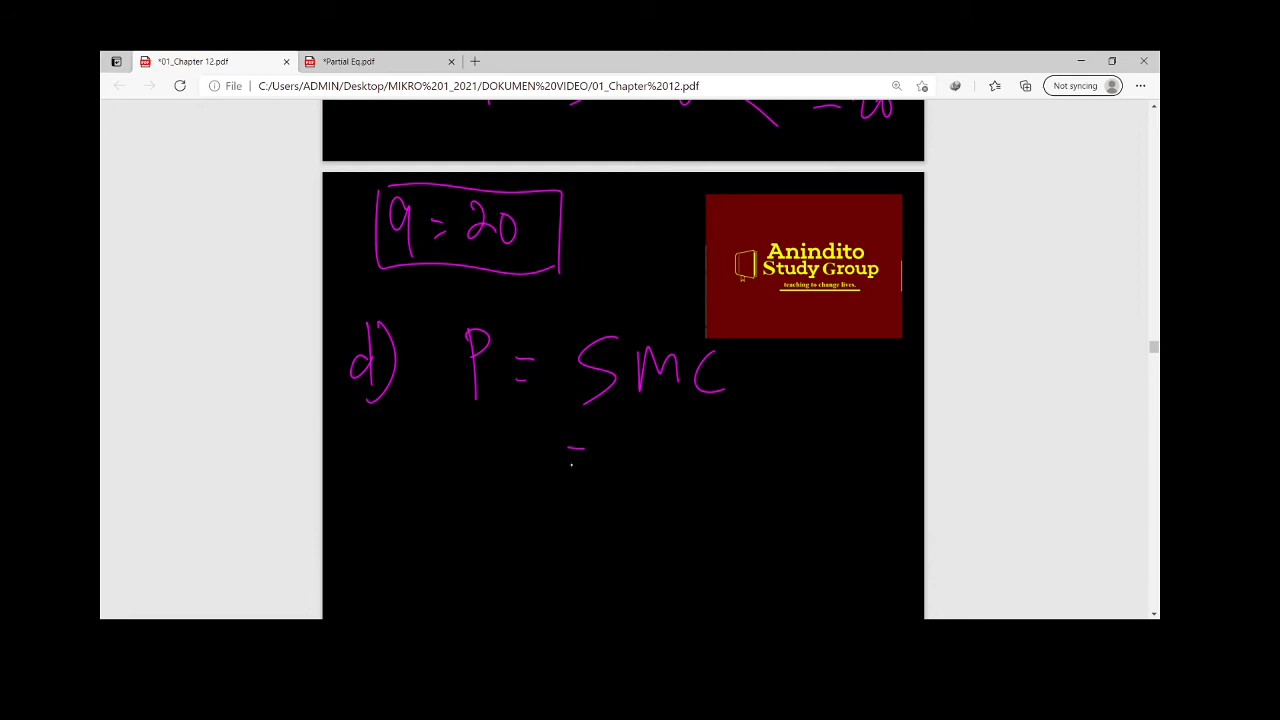 *01_Chapter 12.pdf
*Partial Eq.pdf
File
C:/Users/ADMIN/Desktop/MIKRO%201_2021/DOKUMEN%20VIDEO/01_Chapter%2012.pdf
Not syncing
q = 20
Anindito
Study Group
teaching to change lives.
d) P = SMC
=